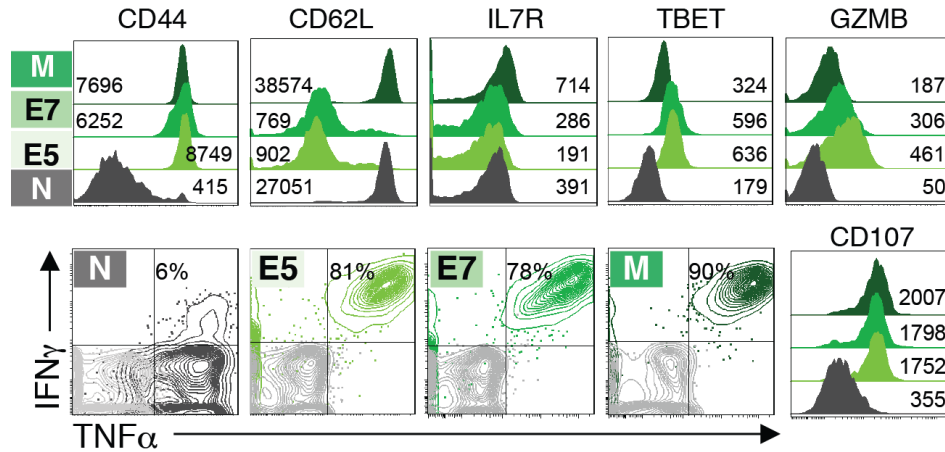 CD44 CD62L IL7R TBET GZMB
M 7696 38574 714 324 187
E7 6252 769 286 596 306
E5 8749 902 191 636 461
N 415 27051 391 179 50
CD107
N 6% E5 81% E7 78% M 90%
2007
1798
1752
355
IFNγ
TNFα